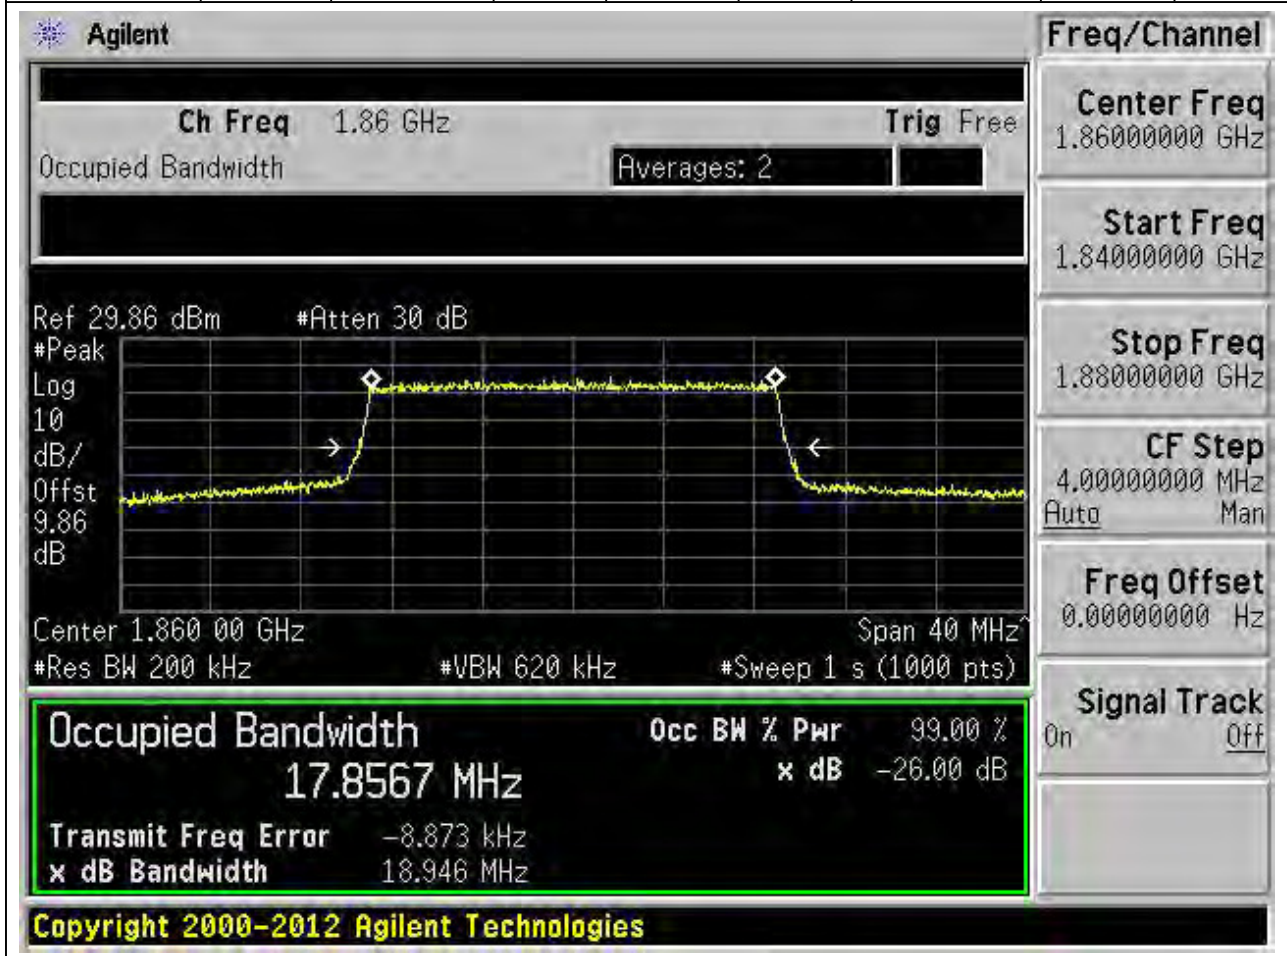 Agilent
Ch Freq 1.86 GHz Trig Free
Occupied Bandwidth Averages: 2
Ref 29.86 dBm #Atten 30 dB
#Peak
Log
10
dB/
Offst
9.86
dB
Center 1.860 00 GHz Span 40 MHz^
#Res BW 200 kHz #VBW 620 kHz #Sweep 1 s (1000 pts)
Occupied Bandwidth Occ BW % Pwr 99.00 %
17.8567 MHz x dB -26.00 dB
Transmit Freq Error -8.873 kHz
x dB Bandwidth 18.946 MHz
Copyright 2000-2012 Agilent Technologies
Freq/Channel
Center Freq
1.86000000 GHz
Start Freq
1.84000000 GHz
Stop Freq
1.88000000 GHz
CF Step
4.00000000 MHz
Auto Man
Freq Offset
0.00000000 Hz
Signal Track
On Off